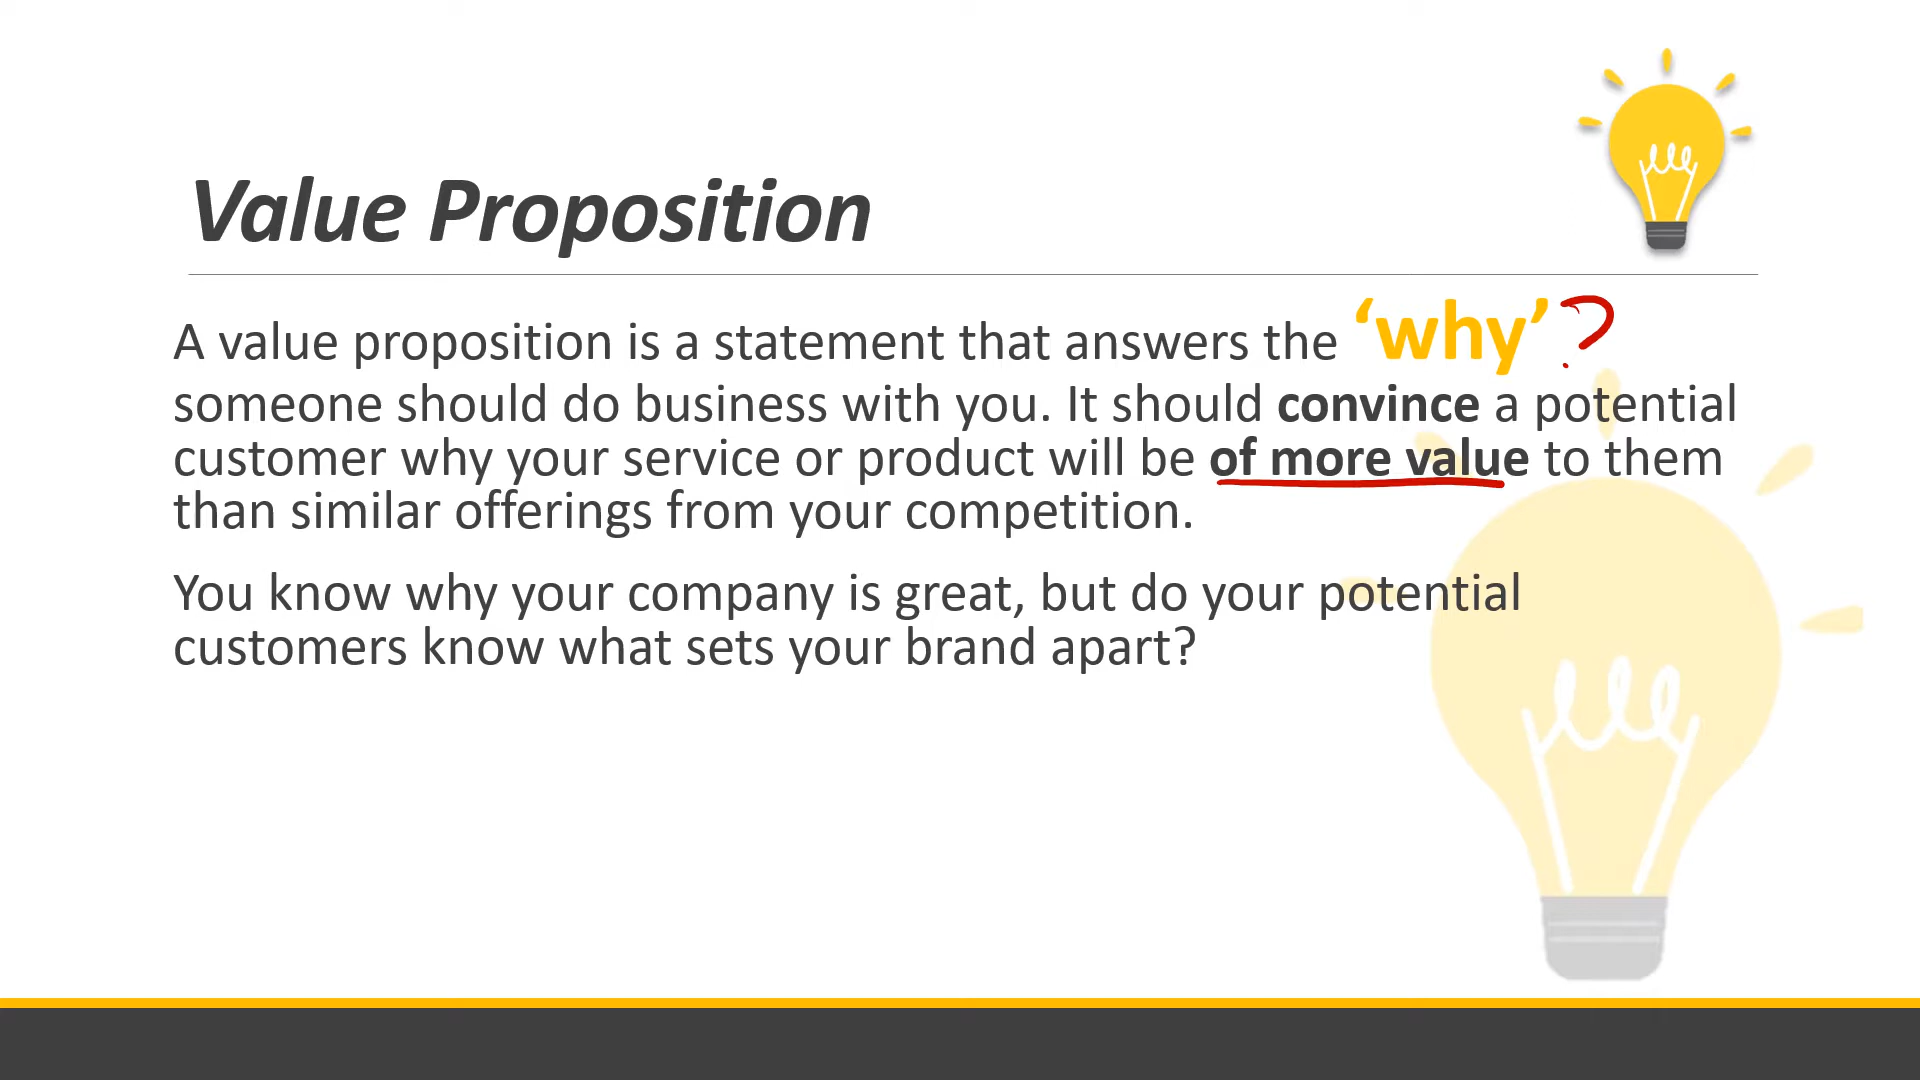 Value Proposition
A value proposition is a statement that answers the ‘why’?
someone should do business with you. It should convince a potential
customer why your service or product will be of more value to them
than similar offerings from your competition.
You know why your company is great, but do your potential
customers know what sets your brand apart?